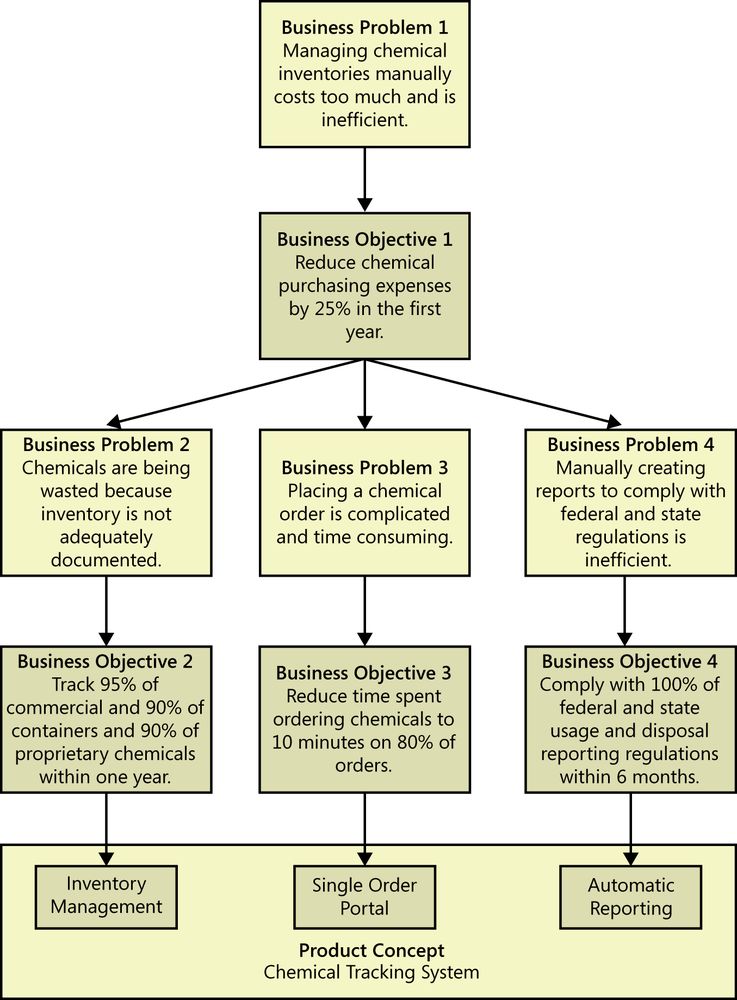 Business Problem 1
Managing chemical
inventories manually
costs too much and is
inefficient.
Business Objective 1
Reduce chemical
purchasing expenses
by 25% in the first
year.
Business Problem 2
Chemicals are being
wasted because
inventory is not
adequately
documented.
Business Problem 3
Placing a chemical
order is complicated
and time consuming.
Business Problem 4
Manually creating
reports to comply with
federal and state
regulations is
inefficient.
Business Objective 2
Track 95% of
commercial and 90% of
containers and 90% of
proprietary chemicals
within one year.
Business Objective 3
Reduce time spent
ordering chemicals to
10 minutes on 80% of
orders.
Business Objective 4
Comply with 100% of
federal and state
usage and disposal
reporting regulations
within 6 months.
Inventory
Management
Single Order
Portal
Automatic
Reporting
Product Concept
Chemical Tracking System